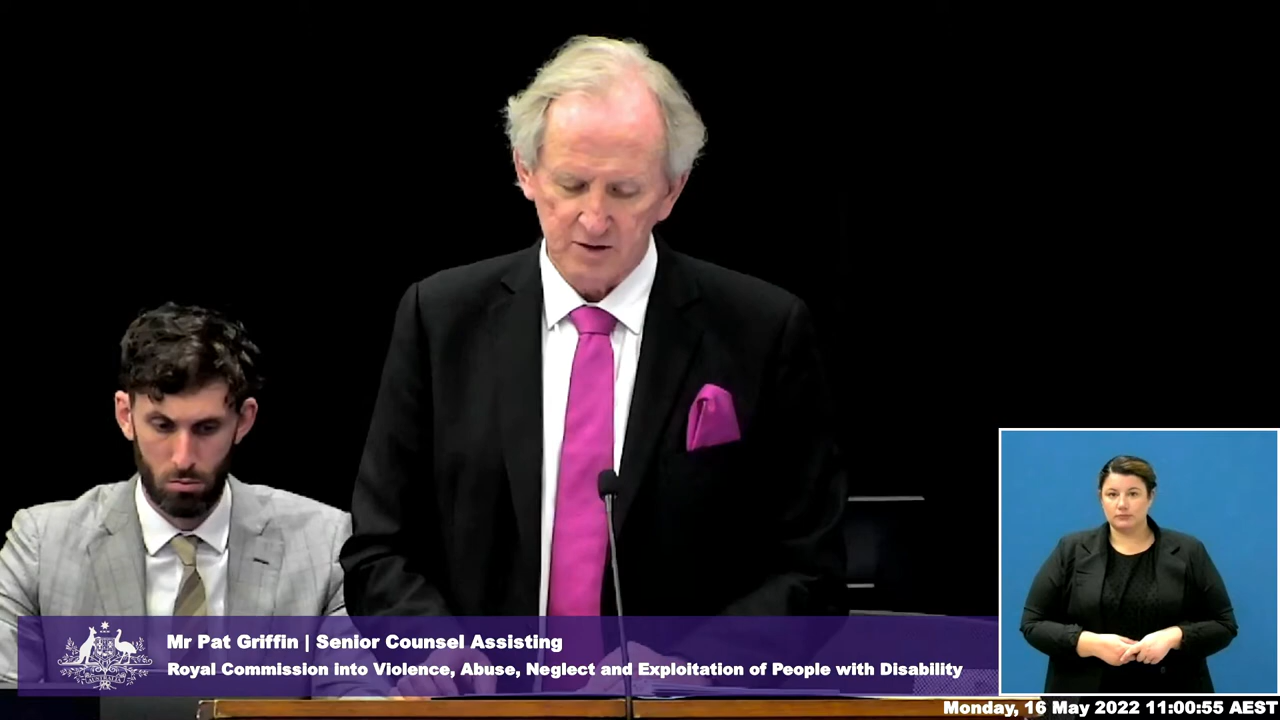 Mr Pat Griffin | Senior Counsel Assisting
Royal Commission into Violence, Abuse, Neglect and Exploitation of People with Disability
Monday, 16 May 2022 11:00:55 AEST